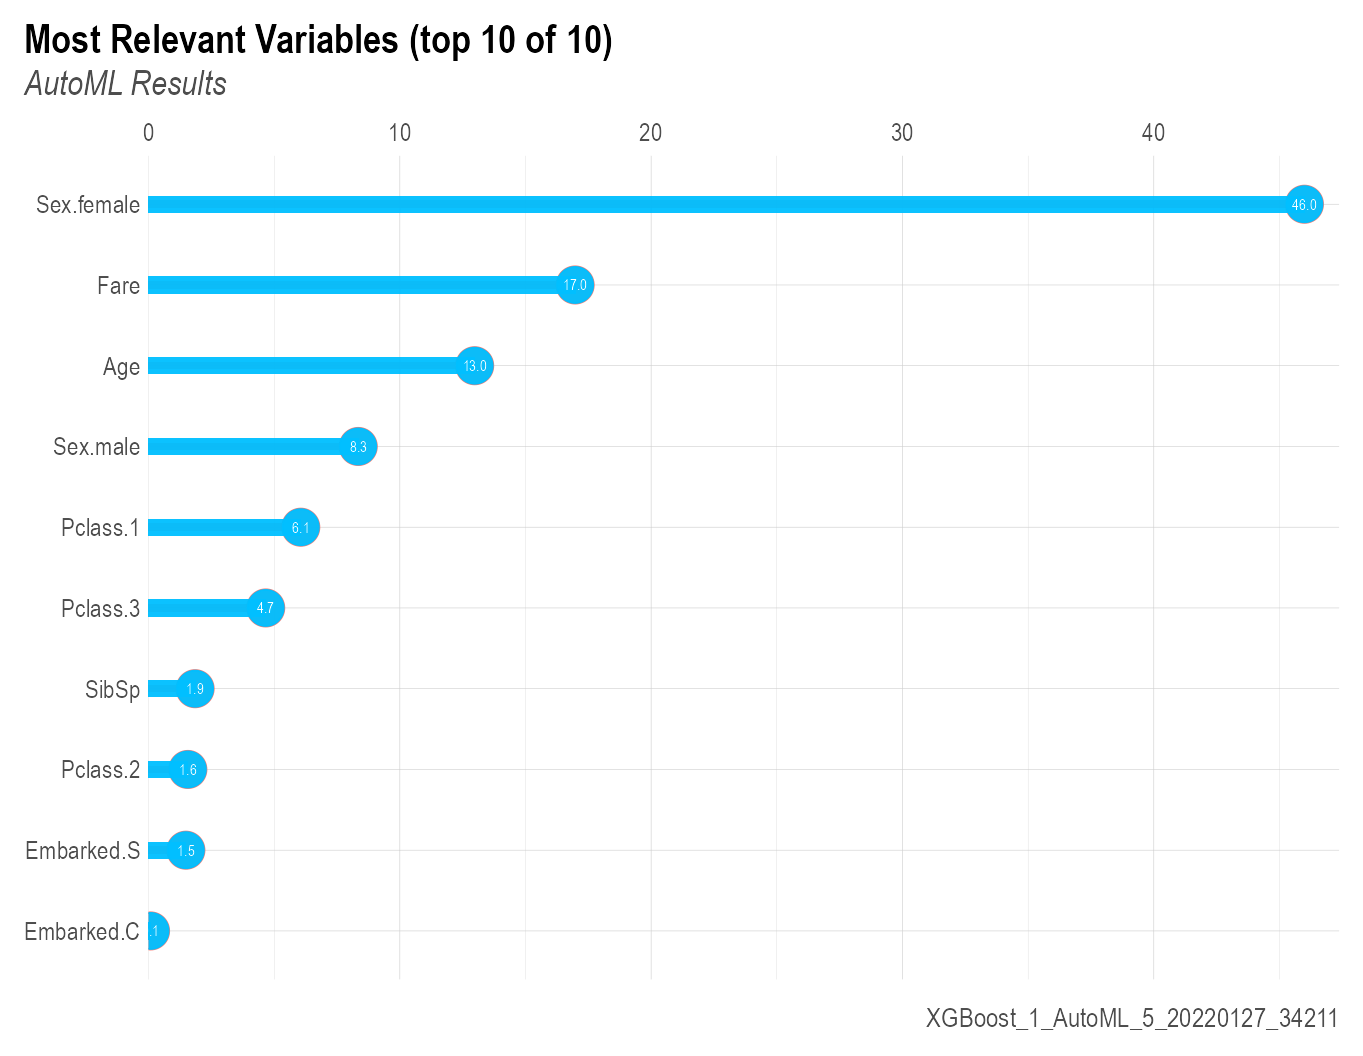 Most Relevant Variables (top 10 of 10)
AutoML Results
0 10 20 30 40
Sex.female 46.0
Fare 17.0
Age 13.0
Sex.male 8.3
Pclass.1 6.1
Pclass.3 4.7
SibSp 1.9
Pclass.2 1.6
Embarked.S 1.5
Embarked.C .1
XGBoost_1_AutoML_5_20220127_34211